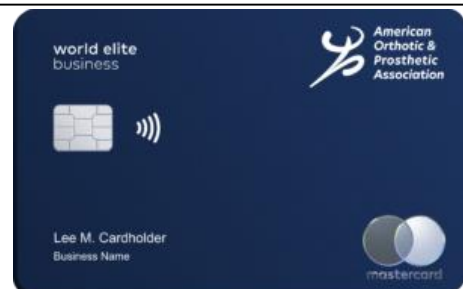 world elite
business
American
Orthotic &
Prosthetic
Association
Lee M. Cardholder
Business Name
mastercard